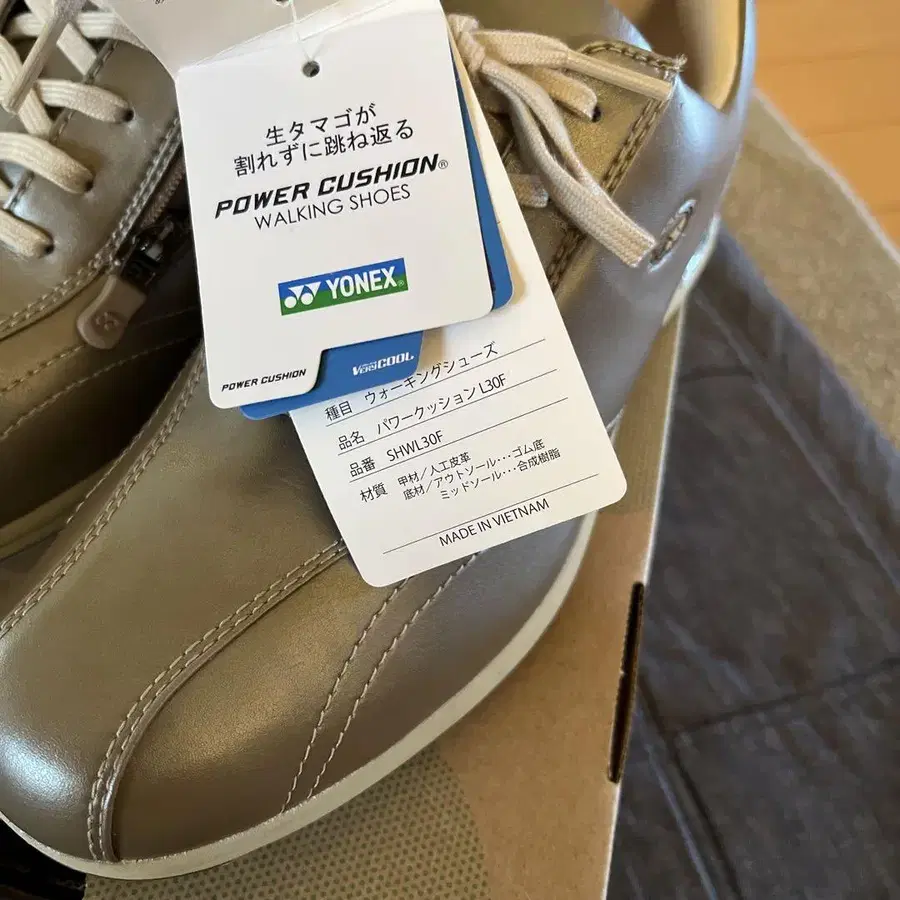 生タマゴが
割れずに跳ね返る
POWER CUSHION®
WALKING SHOES
YONEX®
POWER CUSHION
VERYCOOL
種目 ウォーキングシューズ
品名 パワークッション L30F
品番 SHWL30F
材質 甲材/人工皮革
底材/アウトソール・・・ゴム底
ミッドソール・・・合成樹脂
MADE IN VIETNAM